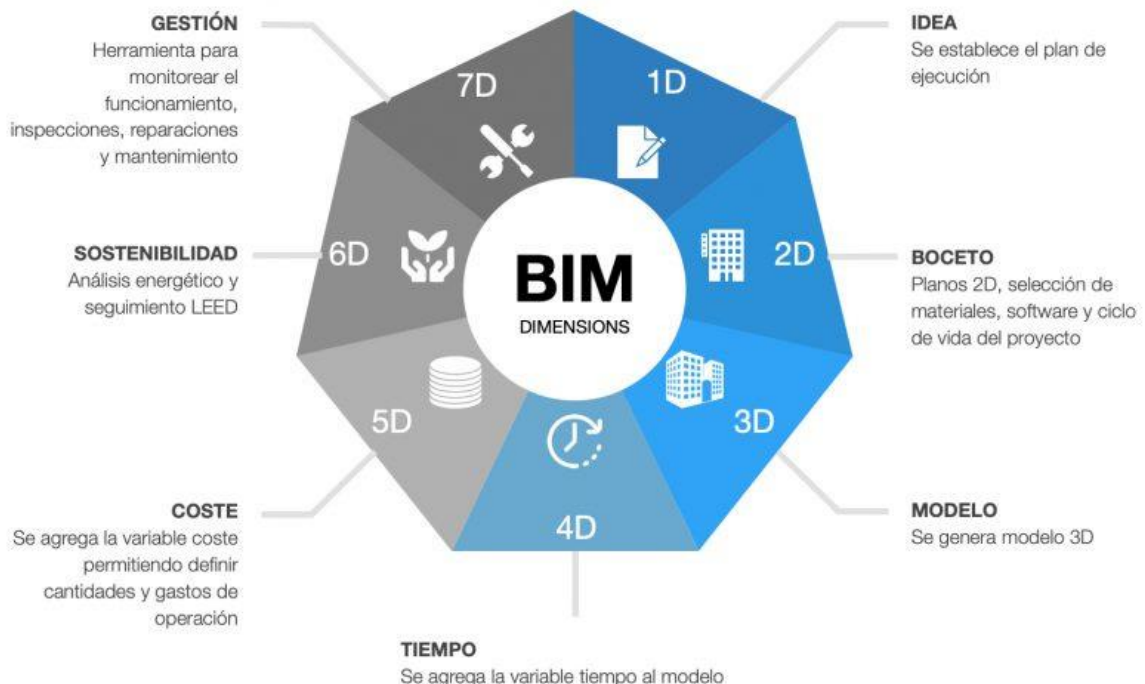 GESTIÓN
Herramienta para
monitorear el
funcionamiento,
inspecciones, reparaciones
y mantenimiento
SOSTENIBILIDAD
Análisis energético y
seguimiento LEED
COSTE
Se agrega la variable coste
permitiendo definir
cantidades y gastos de
operación
7D
1D
6D
2D
BIM
DIMENSIONS
5D
3D
4D
IDEA
Se establece el plan de
ejecución
BOCETO
Planos 2D, selección de
materiales, software y ciclo
de vida del proyecto
MODELO
Se genera modelo 3D
TIEMPO
Se agrega la variable tiempo al modelo